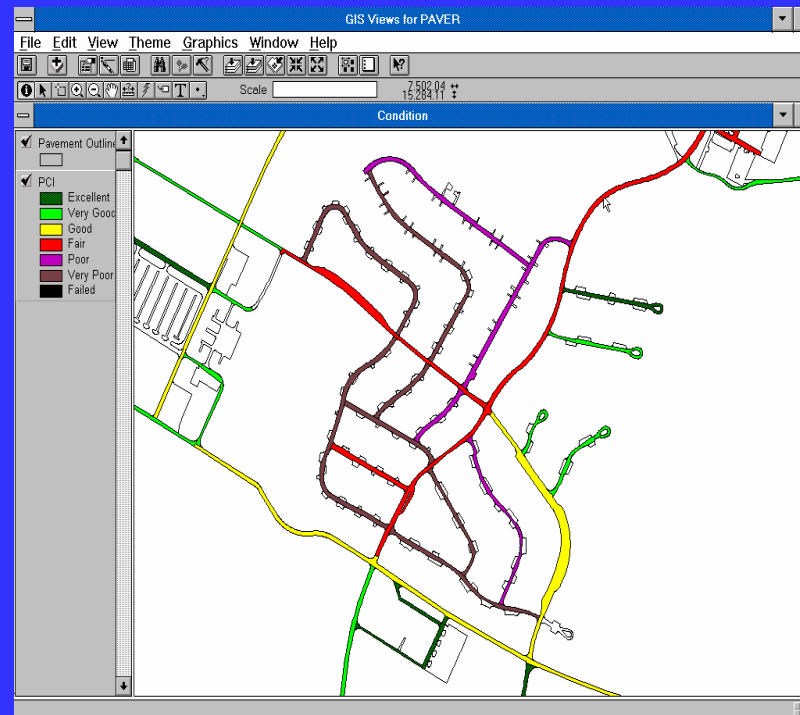 GIS Views for PAVER
File Edit View Theme Graphics Window Help
Scale
7,502.04
15,284.11
Condition
Pavement Outline
PCI
Excellent
Very Good
Good
Fair
Poor
Very Poor
Failed